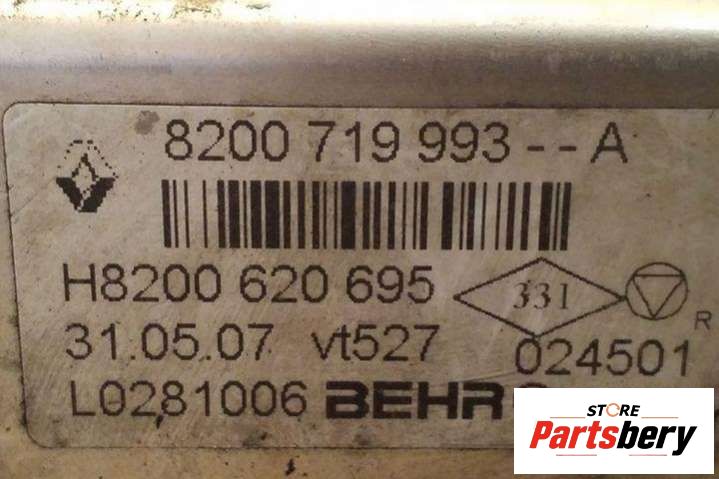 8200 719 993 - - A
H8200 620 695 331
R
31.05.07 vt527 024501
L0281006 BEHR
STORE
Partsbery